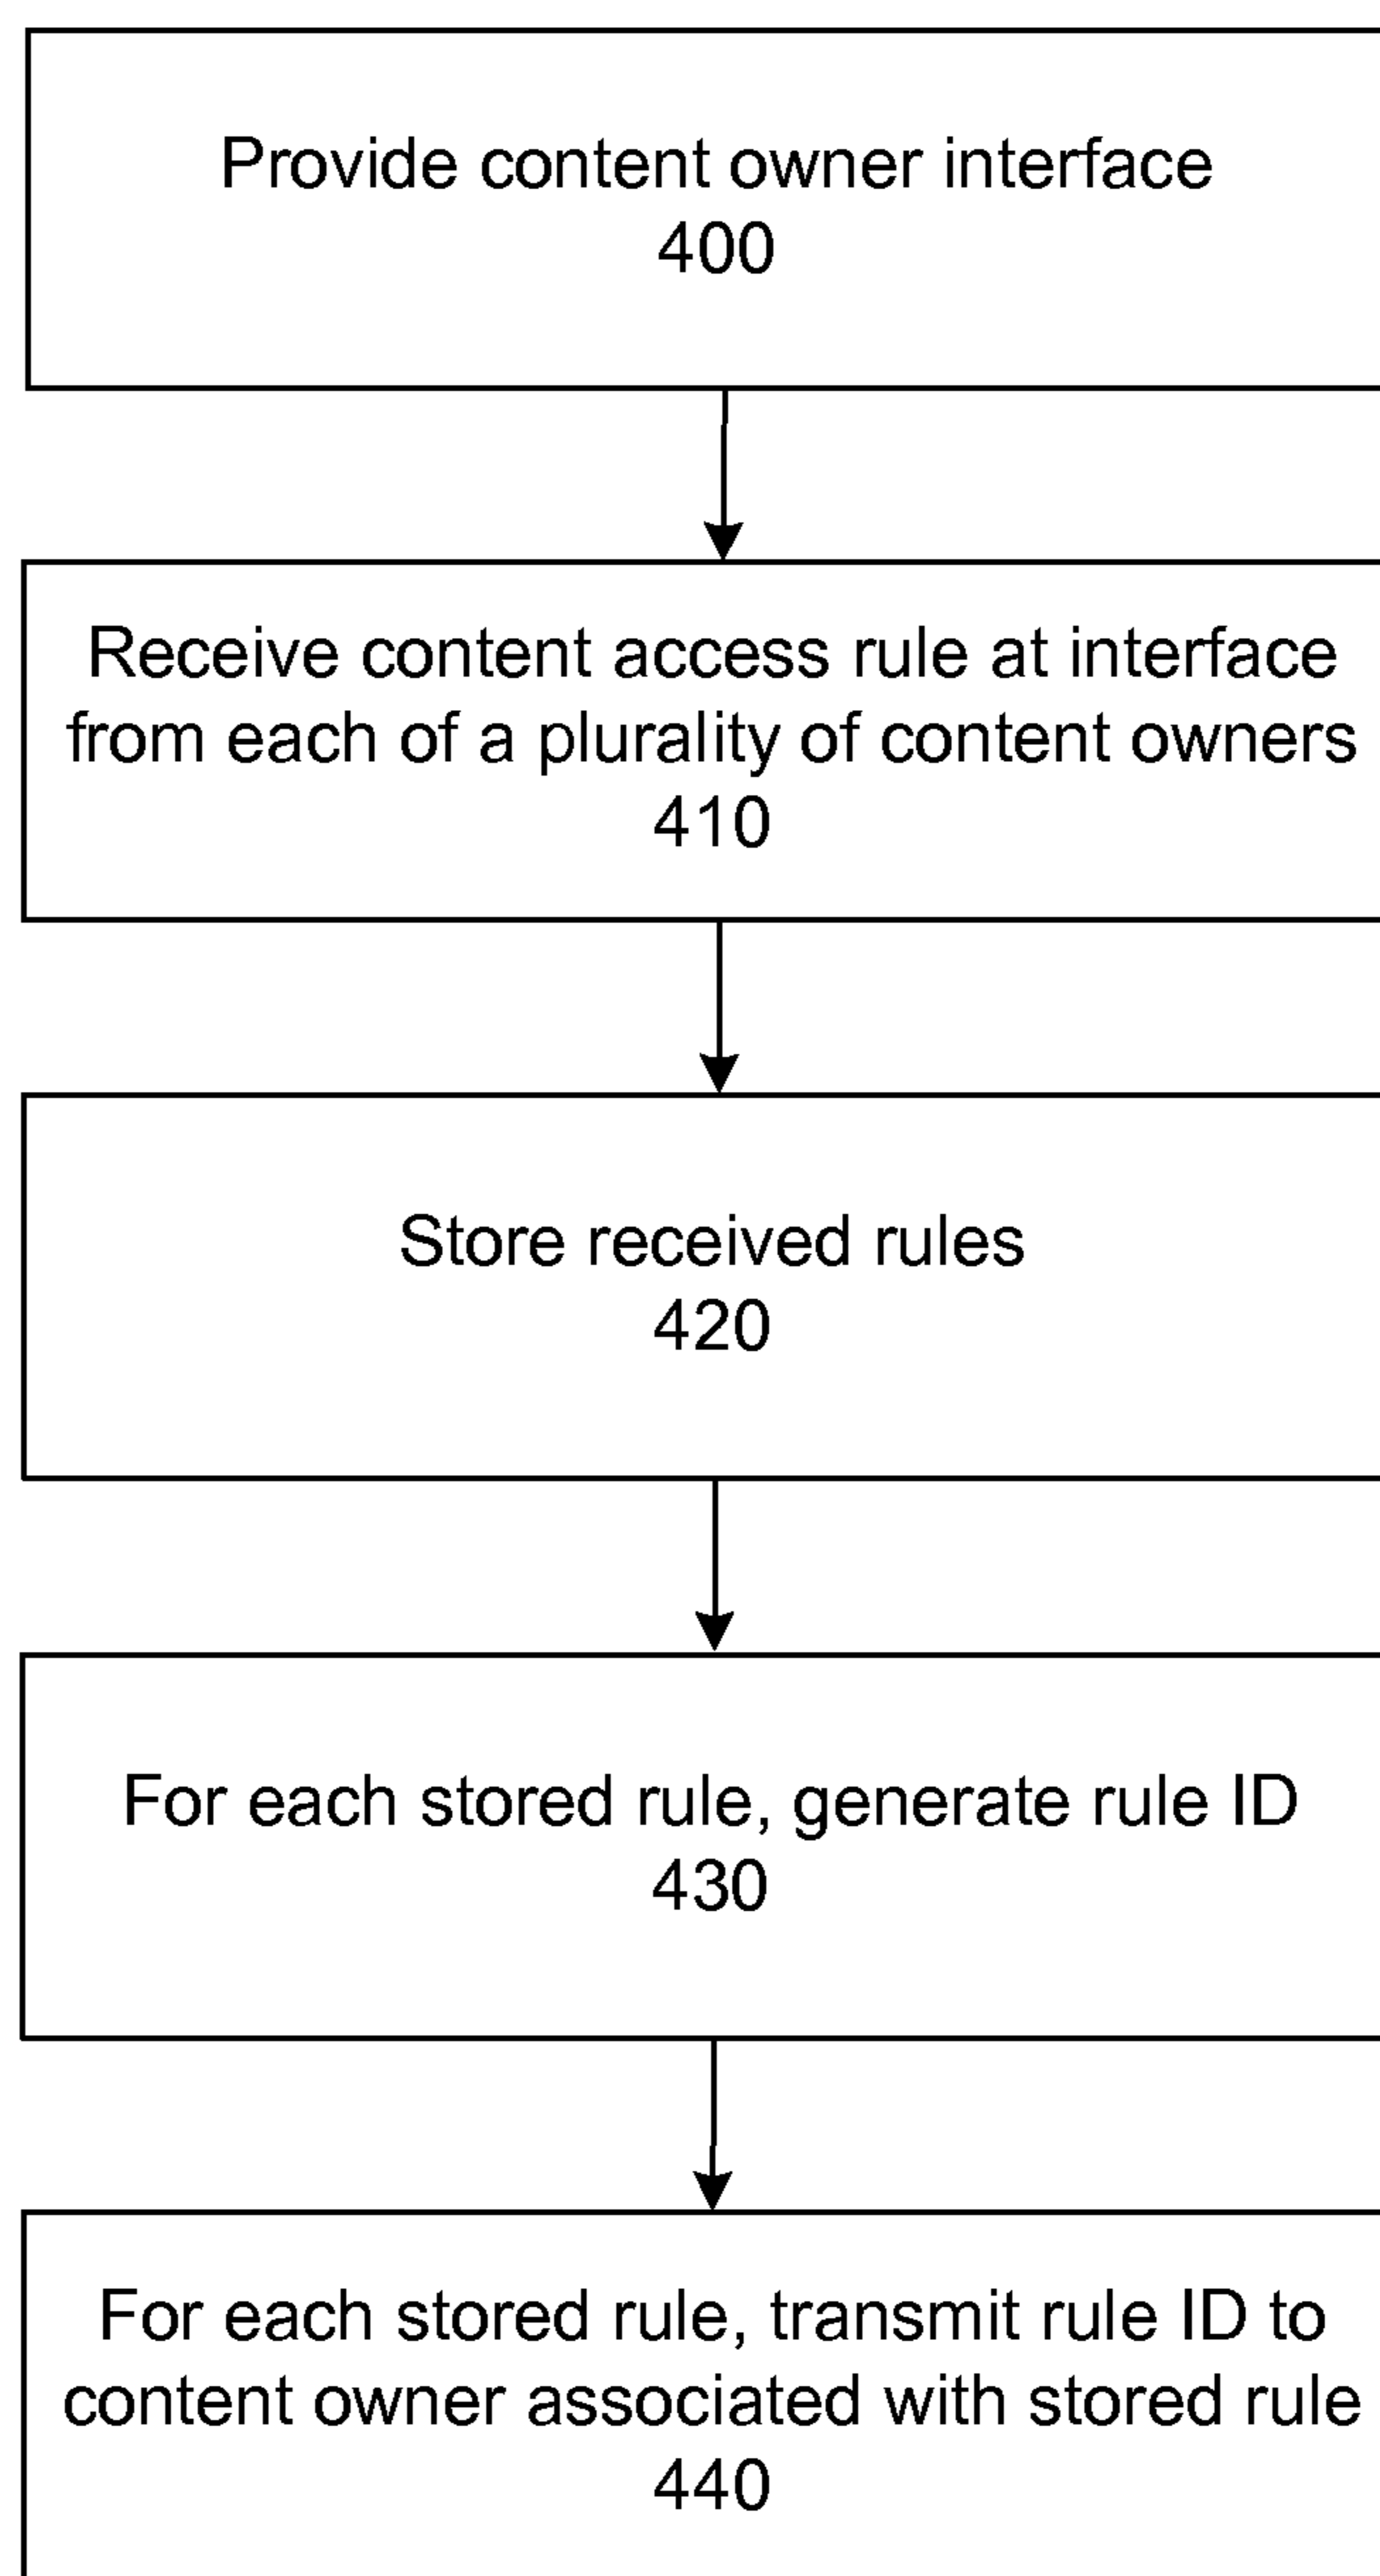 Provide content owner interface
400
Receive content access rule at interface
from each of a plurality of content owners
410
Store received rules
420
For each stored rule, generate rule ID
430
For each stored rule, transmit rule ID to
content owner associated with stored rule
440